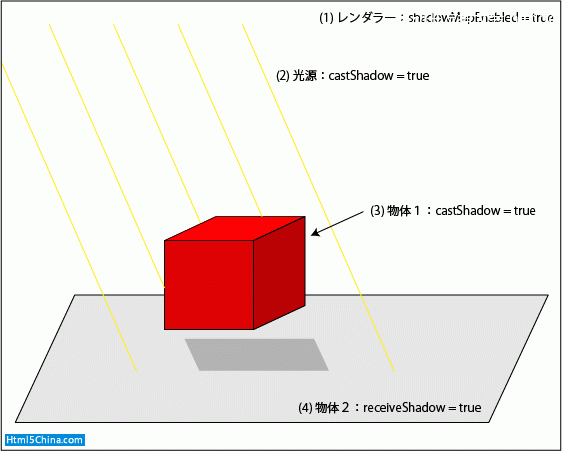 (1) レンダラー：shadowMapEnabled = true
(2) 光源：castShadow = true
(3) 物体１：castShadow = true
(4) 物体２：receiveShadow = true
Html5China.com